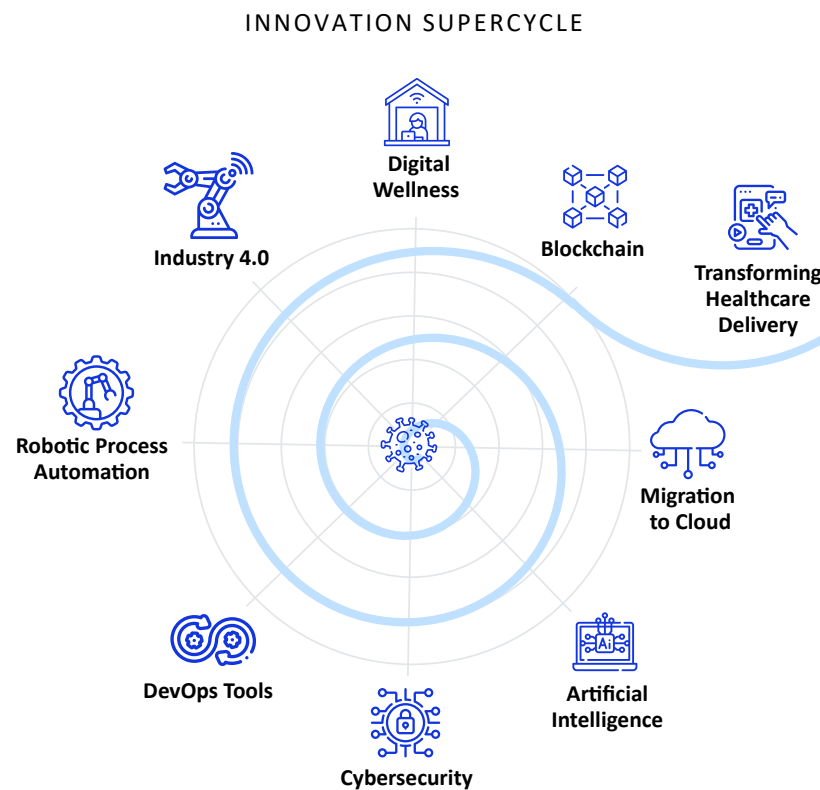 INNOVATION SUPERCYCLE
Digital
Wellness
Blockchain
Transforming
Healthcare
Delivery
Industry 4.0
Robotic Process
Automation
Migration
to Cloud
DevOps Tools
Ai
Artificial
Intelligence
Cybersecurity